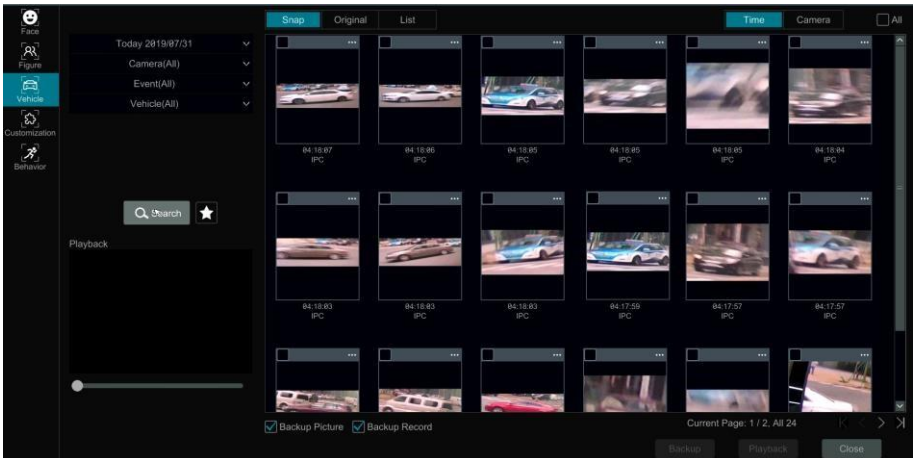 Face
Figure
Vehicle
Customization
Behavior
Today 2019/07/31
Camera(All)
Event(All)
Vehicle(All)
Search
Playback
Snap Original List
Time Camera All
04:18:07 04:18:06 04:18:05 04:18:05 04:18:05 04:18:04
IPC IPC IPC IPC IPC IPC
04:18:03 04:18:03 04:18:03 04:17:59 04:17:57 04:17:57
IPC IPC IPC IPC IPC IPC
Backup Picture Backup Record
Current Page: 1 / 2, All 24
Backup Playback Close